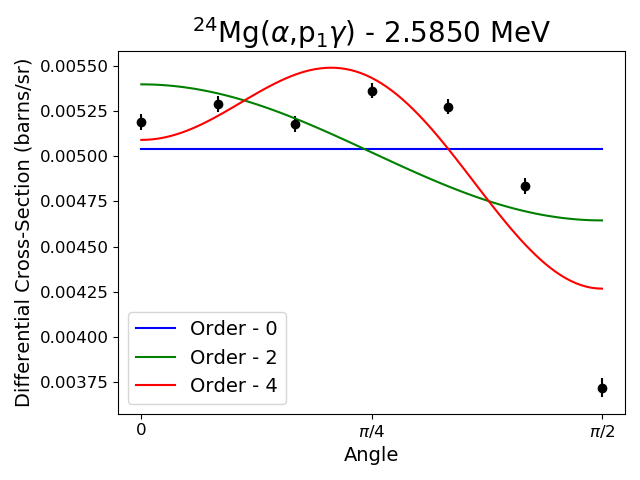 ²⁴Mg(α,p₁γ) - 2.5850 MeV
Differential Cross-Section (barns/sr)
0.00550
0.00525
0.00500
0.00475
0.00450
0.00425
0.00400
0.00375
Order - 0
Order - 2
Order - 4
0 π/4 π/2
Angle